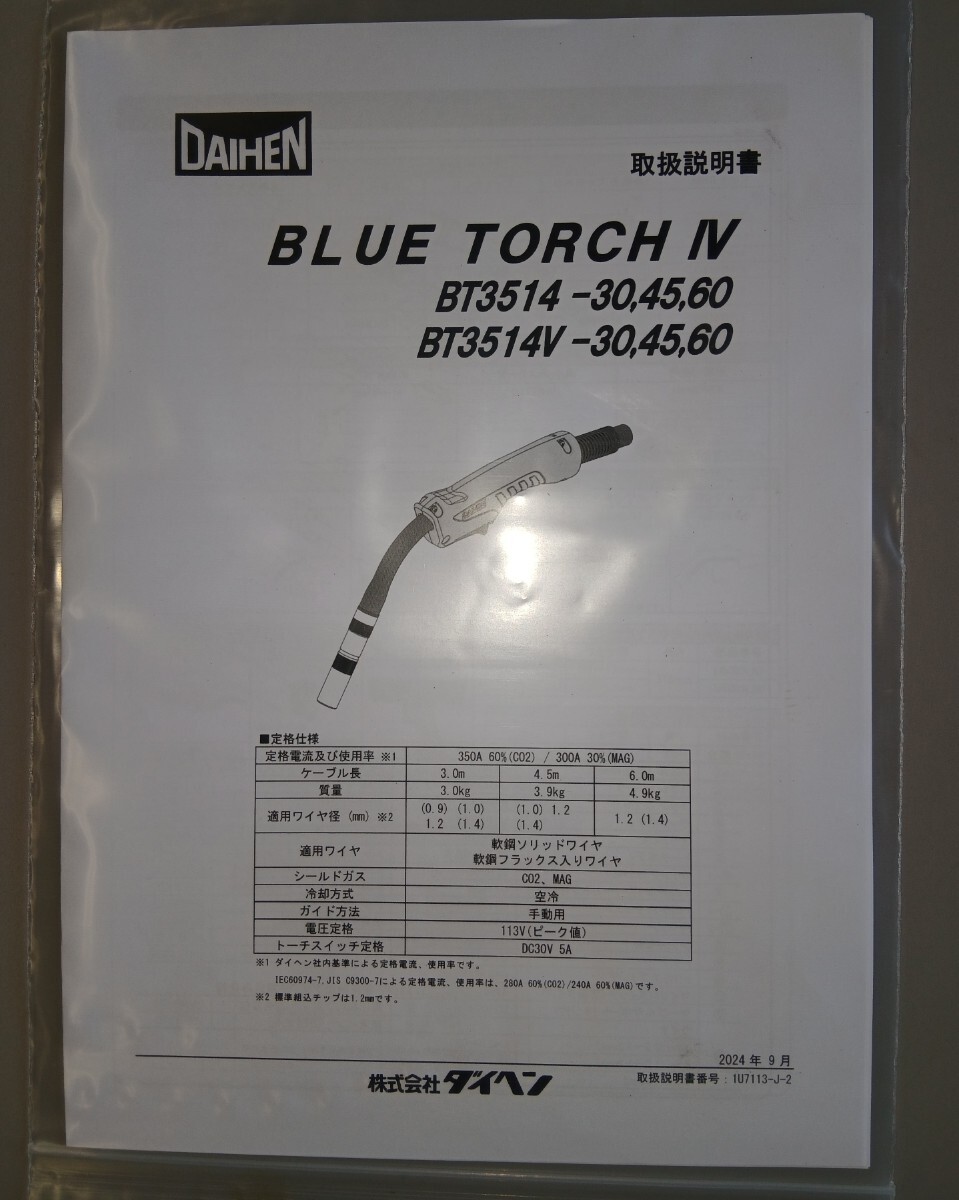 DAIHEN
取扱説明書
BLUE TORCH Ⅳ
BT3514 -30,45,60
BT3514V -30,45,60
■定格仕様
定格電流及び使用率 ※1 350A 60%(CO2) / 300A 30%(MAG)
ケーブル長 3.0m 4.5m 6.0m
質量 3.0kg 3.9kg 4.9kg
適用ワイヤ径 (mm) ※2 (0.9) (1.0) 1.2 (1.4) (1.0) 1.2 (1.4) 1.2 (1.4)
適用ワイヤ 軟鋼ソリッドワイヤ
軟鋼フラックス入りワイヤ
シールドガス CO2、MAG
冷却方式 空冷
ガイド方法 手動用
電圧定格 113V(ピーク値)
トーチスイッチ定格 DC30V 5A
※1 ダイヘン社内基準による定格電流、使用率です。
IEC60974-7、JIS C9300-7による定格電流、使用率は、280A 60%(CO2)/240A 60%(MAG)です。
※2 標準組込チップは1.2mmです。
2024 年 9 月
株式会社ダイヘン
取扱説明書番号：1U7113-J-2